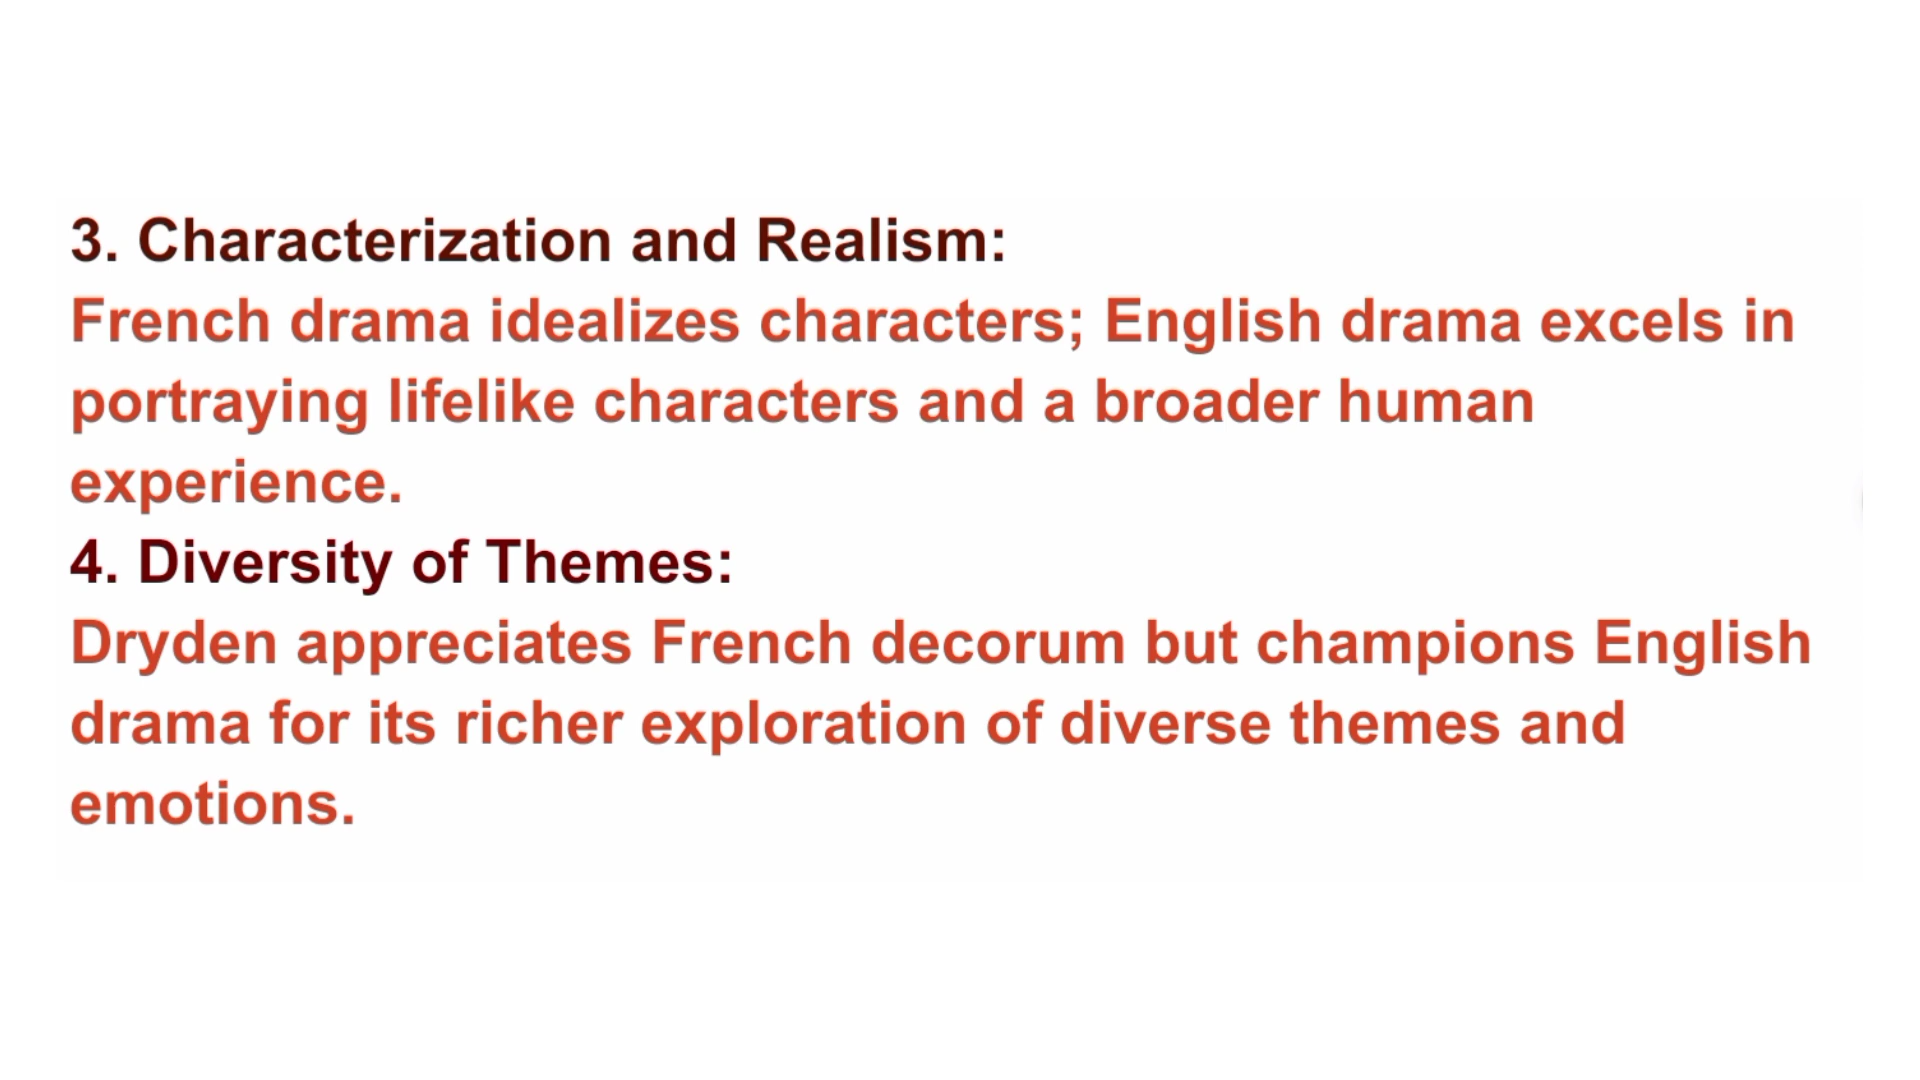 3. Characterization and Realism:
French drama idealizes characters; English drama excels in
portraying lifelike characters and a broader human
experience.
4. Diversity of Themes:
Dryden appreciates French decorum but champions English
drama for its richer exploration of diverse themes and
emotions.